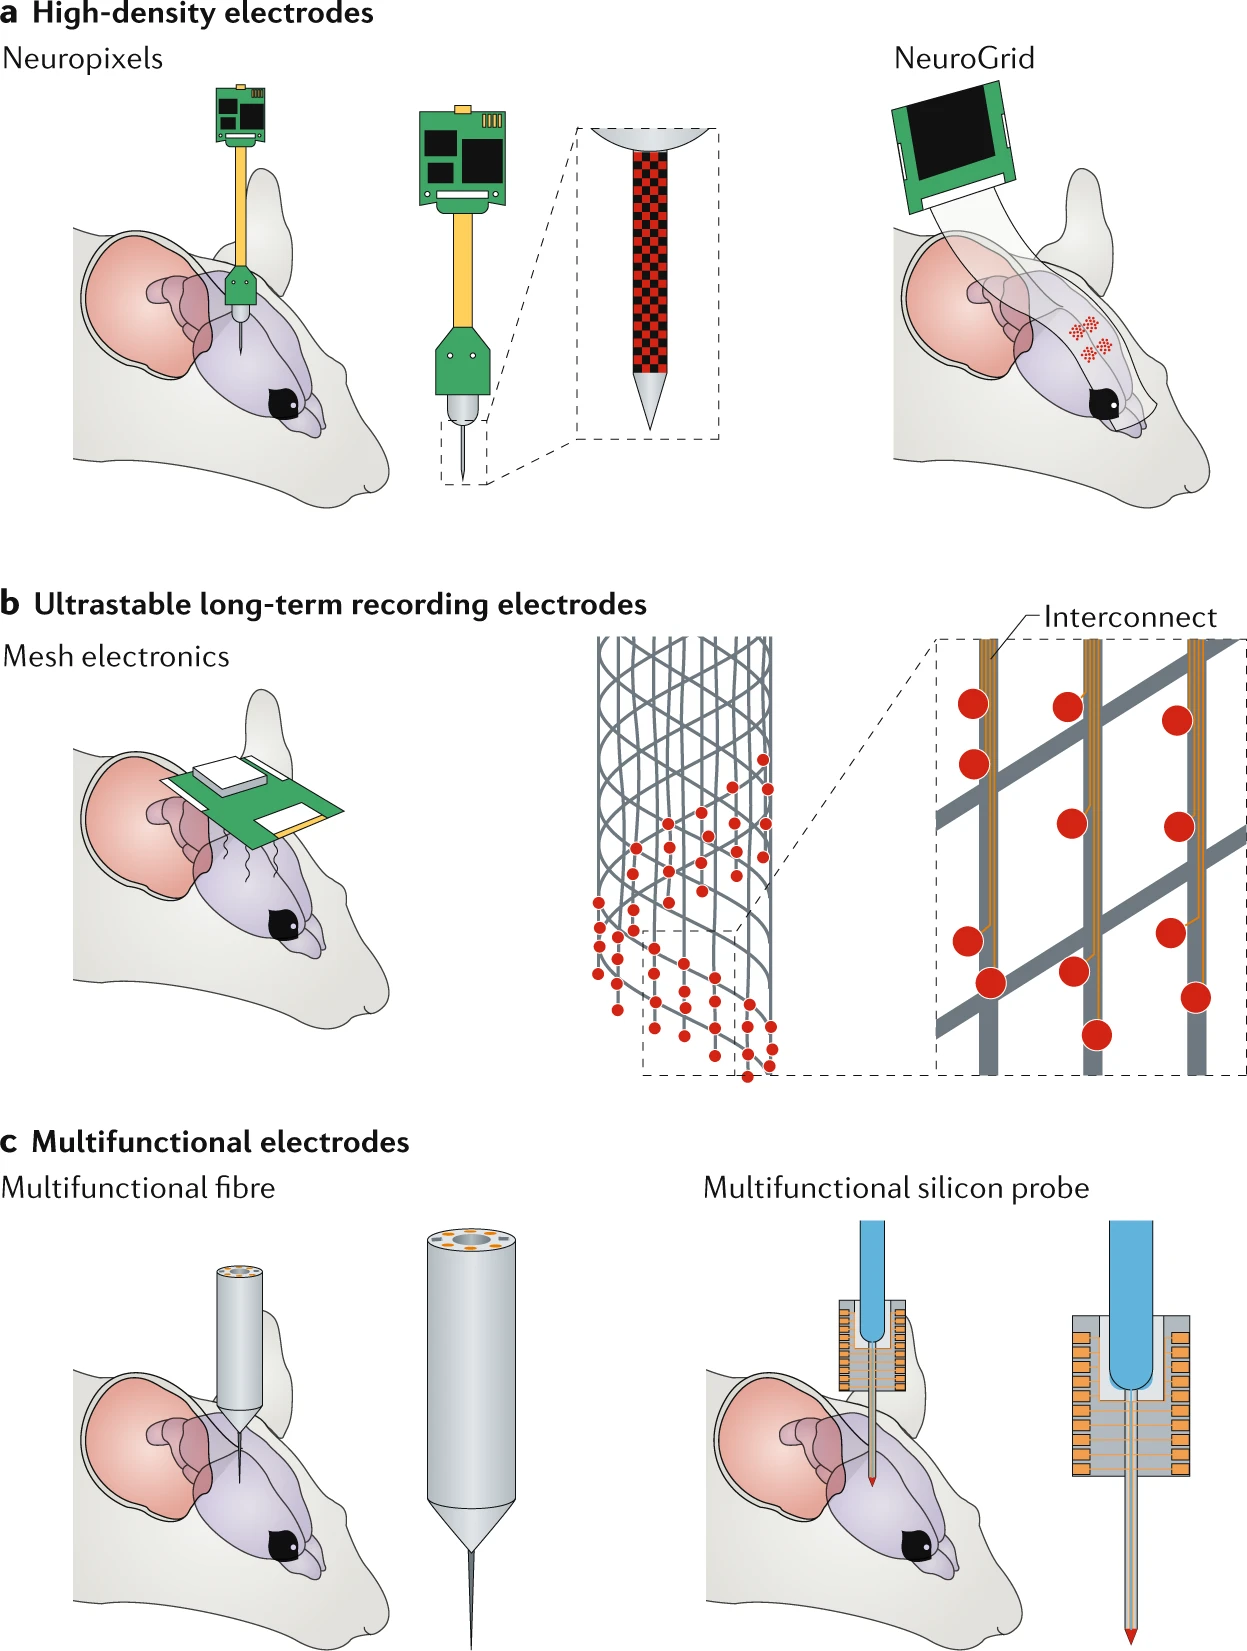 a High-density electrodes
Neuropixels
NeuroGrid
b Ultrastable long-term recording electrodes
Interconnect
Mesh electronics
c Multifunctional electrodes
Multifunctional fibre
Multifunctional silicon probe